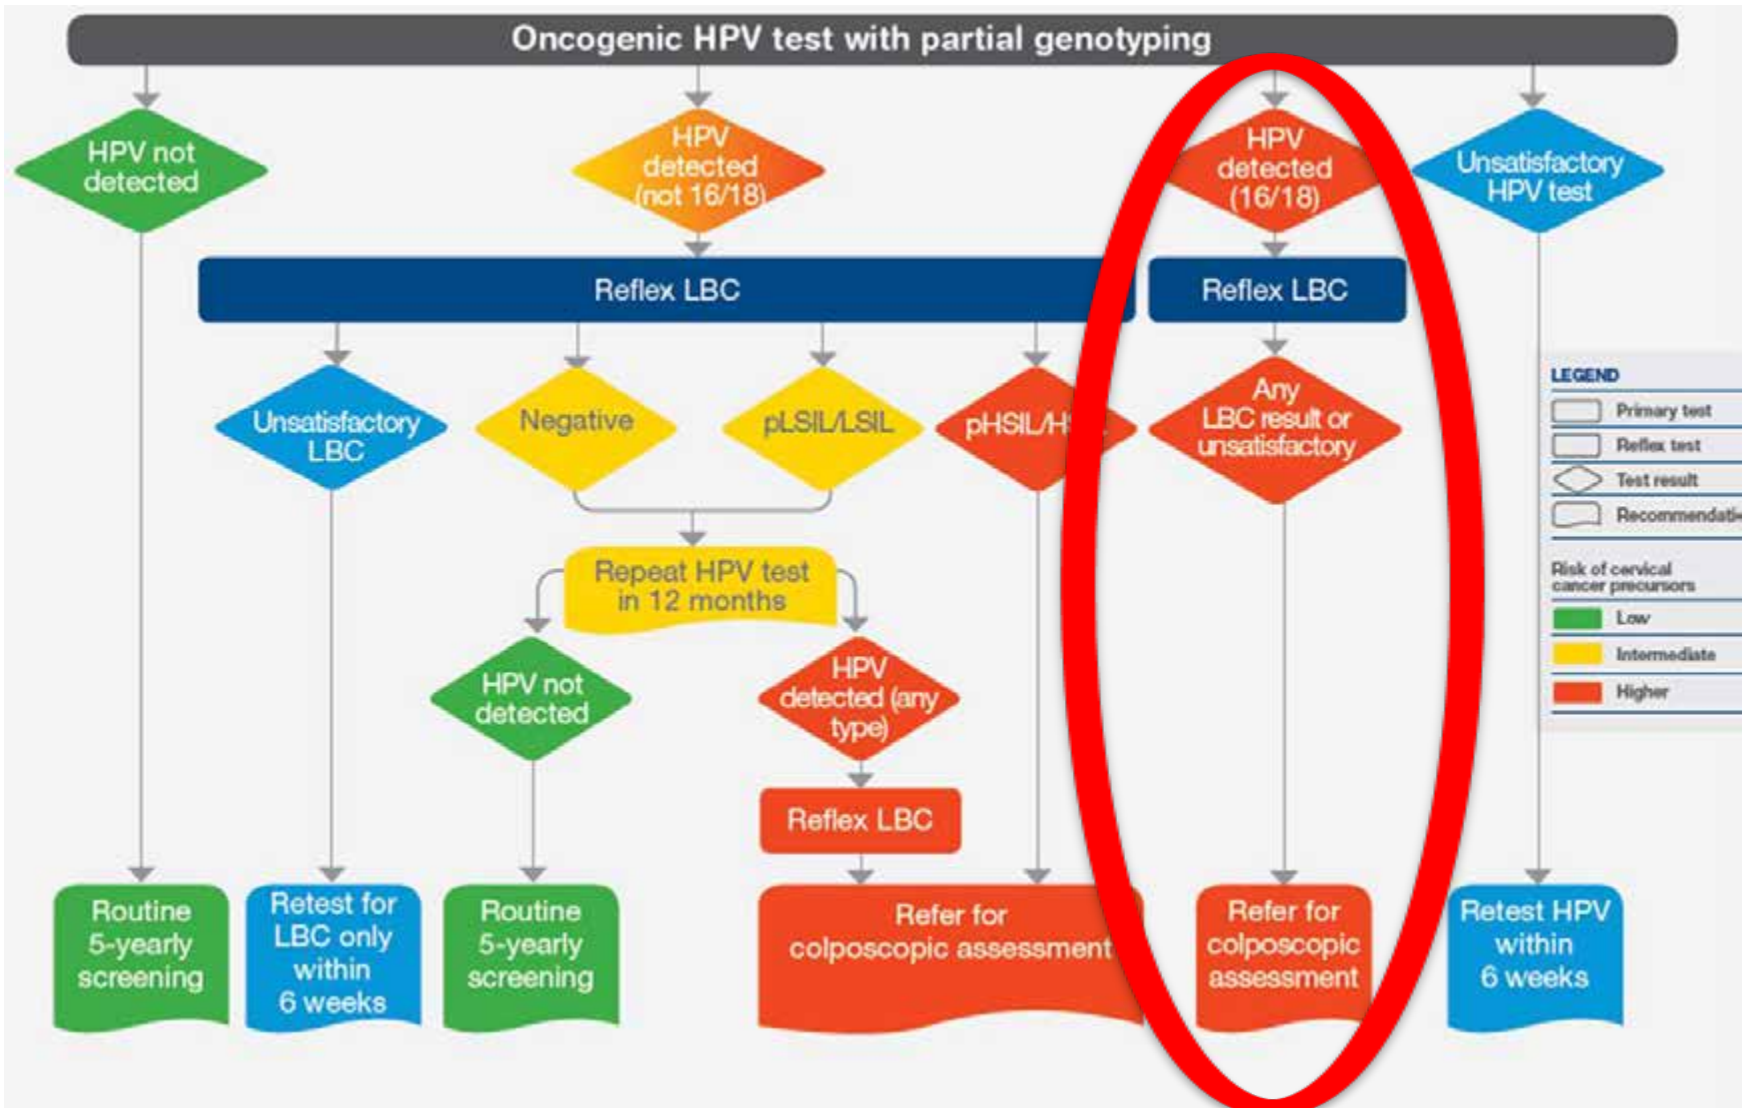 Oncogenic HPV test with partial genotyping
HPV not
detected
HPV
detected
(not 16/18)
HPV
detected
(16/18)
Unsatisfactory
HPV test
Reflex LBC
Reflex LBC
Unsatisfactory
LBC
Negative
pLSIL/LSIL
Any
LBC result or
unsatisfactory
Repeat HPV test
in 12 months
HPV not
detected
HPV
detected (any
type)
Reflex LBC
Routine
5-yearly
screening
Retest for
LBC only
within
6 weeks
Routine
5-yearly
screening
Refer for
colposcopic assessment
Refer for
colposcopic
assessment
Retest HPV
within
6 weeks
LEGEND
Primary test
Reflex test
Test result
Risk of cervical
cancer precursors
Low
Intermediate
Higher